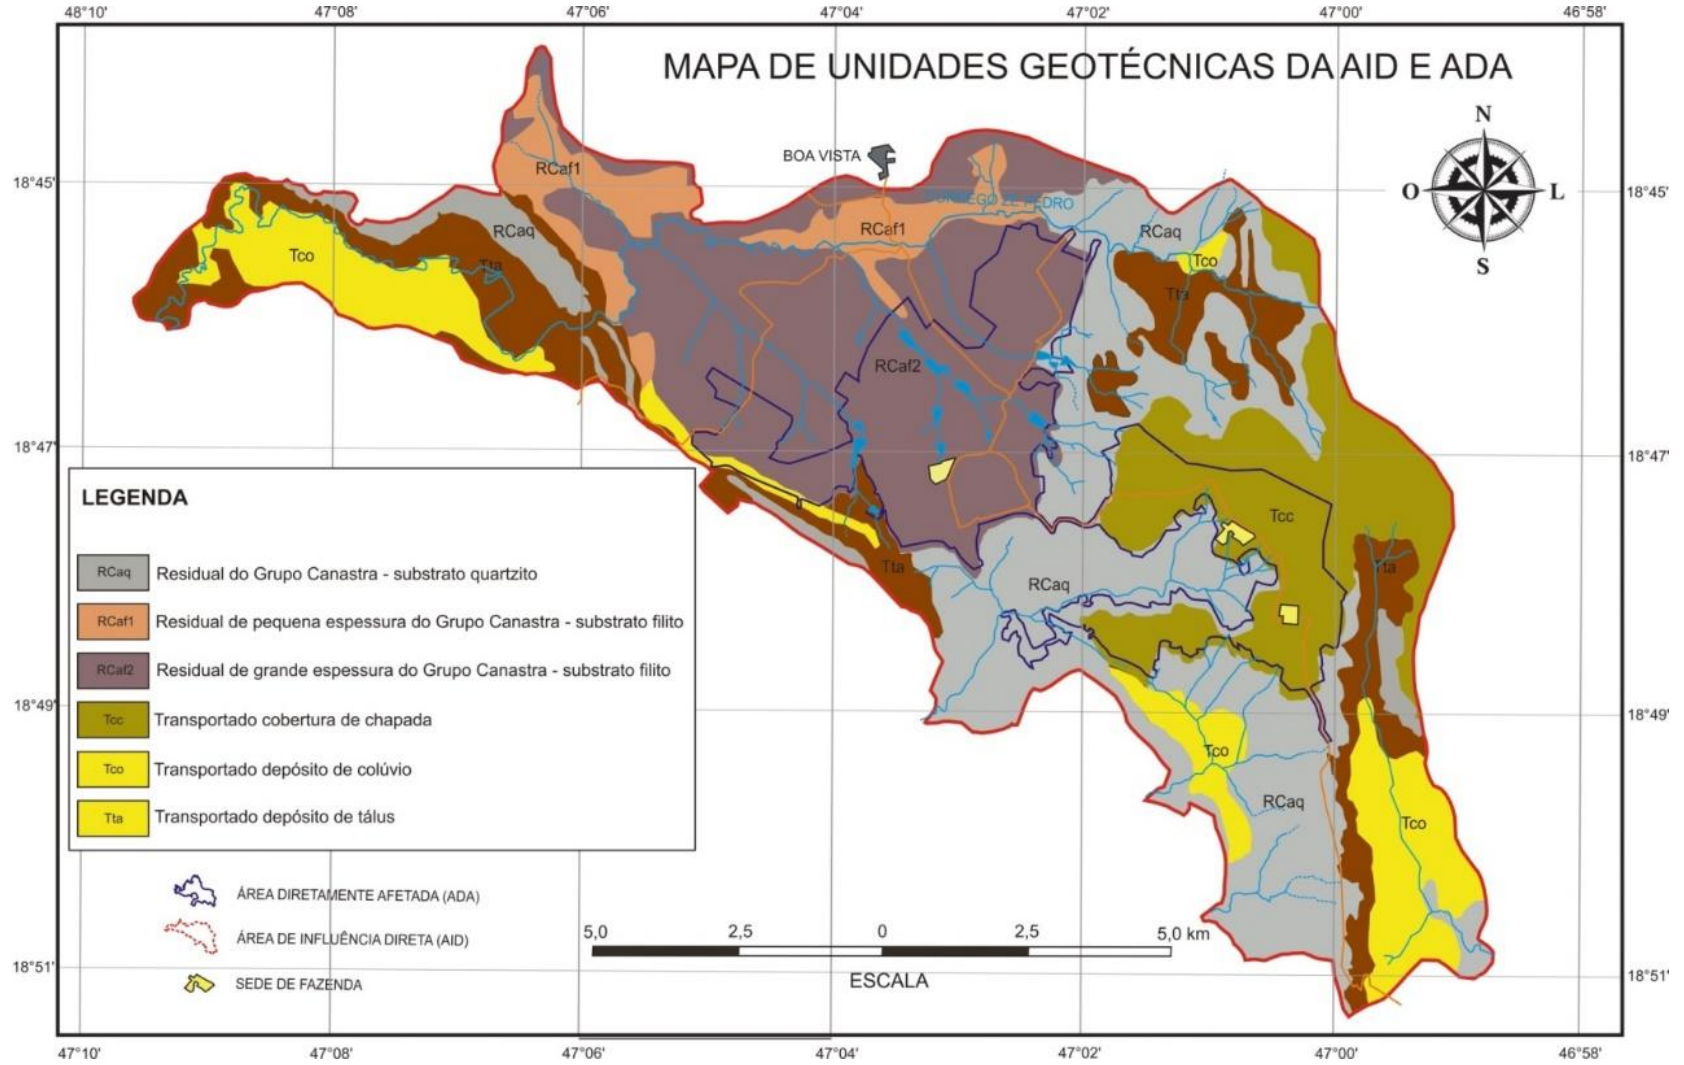 48°10' 47°08' 47°06' 47°04' 47°02' 47°00' 46°58'
MAPA DE UNIDADES GEOTÉCNICAS DA AID E ADA
N
O L
S
BOA VISTA
18°45' 18°45'
RCaf1
RCaq
RCaf1
RCaq
Tco
Tta
Tco
Tta
RCaf2
18°47' 18°47'
Tcc
Tta
Tta
RCaq
18°49' 18°49'
Tco
RCaq
Tco
18°51' 18°51'
LEGENDA
RCaq Residual do Grupo Canastra - substrato quartzito
RCaf1 Residual de pequena espessura do Grupo Canastra - substrato filito
RCaf2 Residual de grande espessura do Grupo Canastra - substrato filito
Tcc Transportado cobertura de chapada
Tco Transportado depósito de colúvio
Tta Transportado depósito de tálus
ÁREA DIRETAMENTE AFETADA (ADA)
ÁREA DE INFLUÊNCIA DIRETA (AID)
SEDE DE FAZENDA
5,0 2,5 0 2,5 5,0 km
ESCALA
47°10' 47°08' 47°06' 47°04' 47°02' 47°00' 46°58'